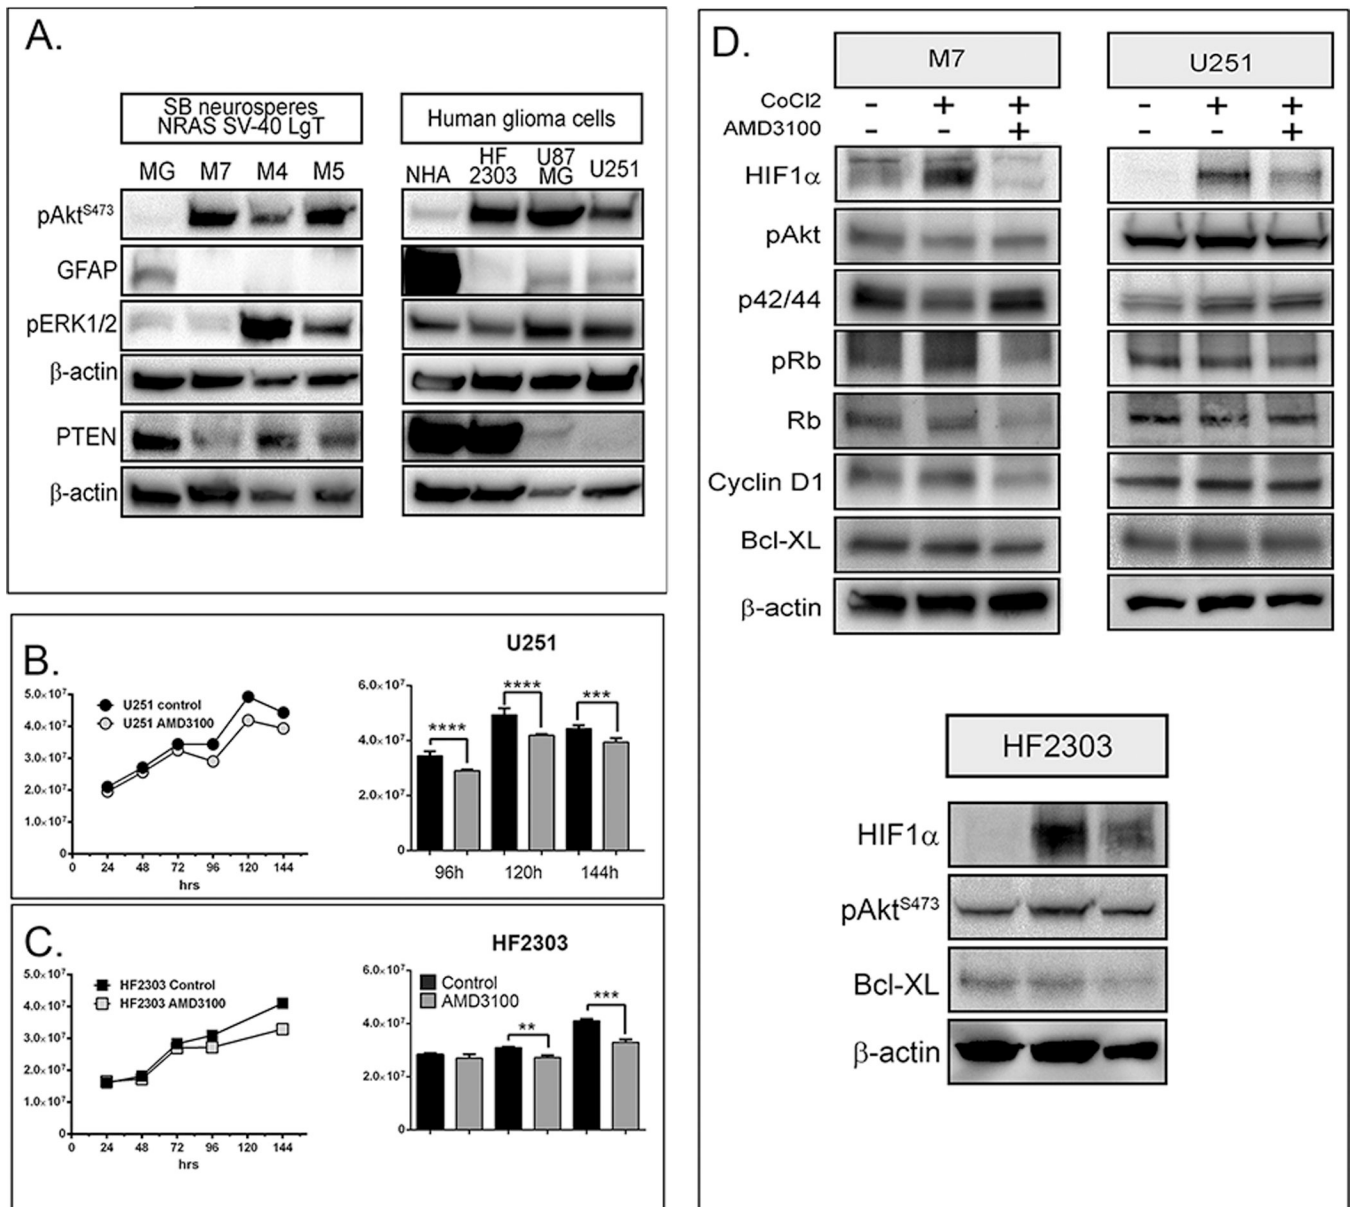 A.
SB neurosperes
NRAS SV-40 LgT
Human glioma cells
MG M7 M4 M5
NHA HF 2303 U87 MG U251
pAktS473
GFAP
pERK1/2
β-actin
PTEN
β-actin
B.
U251
5.0×10⁷
4.0×10⁷
3.0×10⁷
2.0×10⁷
1.0×10⁷
0
0 24 48 72 96 120 144
hrs
U251 control
U251 AMD3100
6.0×10⁷
4.0×10⁷
2.0×10⁷
0
**** **** ***
96h 120h 144h
C.
HF2303
5.0×10⁷
4.0×10⁷
3.0×10⁷
2.0×10⁷
1.0×10⁷
0
0 24 48 72 96 120 144
hrs
HF2303 Control
HF2303 AMD3100
6.0×10⁷
4.0×10⁷
2.0×10⁷
0
Control
AMD3100
** ***
D.
M7 U251
CoCl2 - + + - + +
AMD3100 - - + - - +
HIF1α
pAkt
p42/44
pRb
Rb
Cyclin D1
Bcl-XL
β-actin
HF2303
HIF1α
pAktS473
Bcl-XL
β-actin